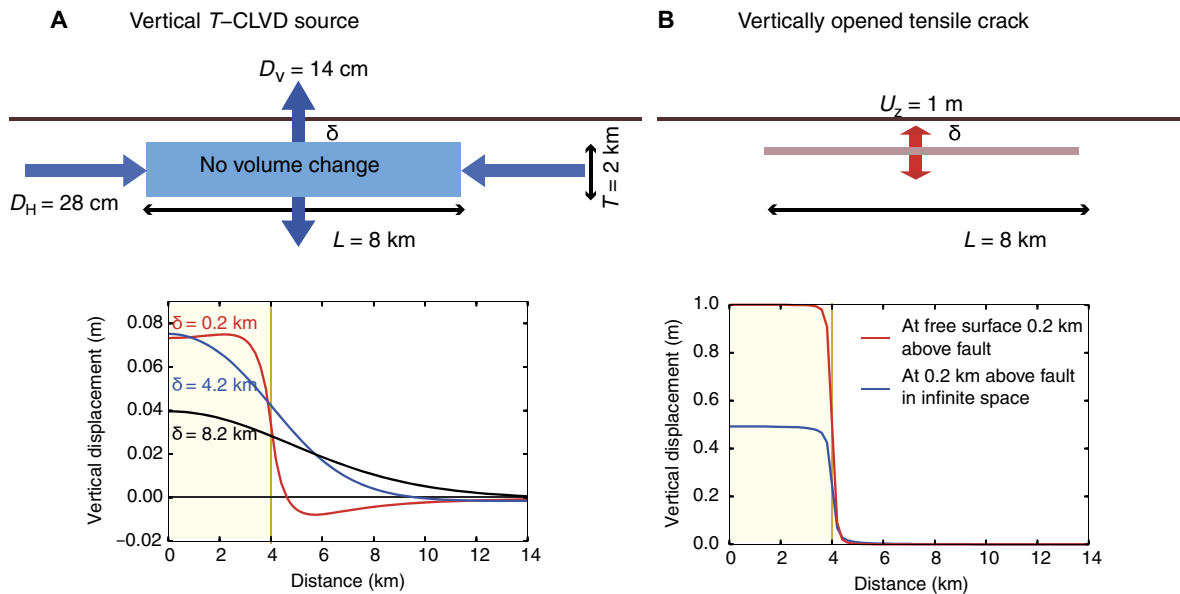 A Vertical T–CLVD source
D_V = 14 cm
δ
No volume change
T = 2 km
D_H = 28 cm
L = 8 km
0.08
0.06
0.04
0.02
0.00
−0.02
Vertical displacement (m)
δ = 0.2 km
δ = 4.2 km
δ = 8.2 km
0 2 4 6 8 10 12 14
Distance (km)
B Vertically opened tensile crack
U_z = 1 m
δ
L = 8 km
1.0
0.8
0.6
0.4
0.2
0.0
Vertical displacement (m)
At free surface 0.2 km
above fault
At 0.2 km above fault
in infinite space
0 2 4 6 8 10 12 14
Distance (km)